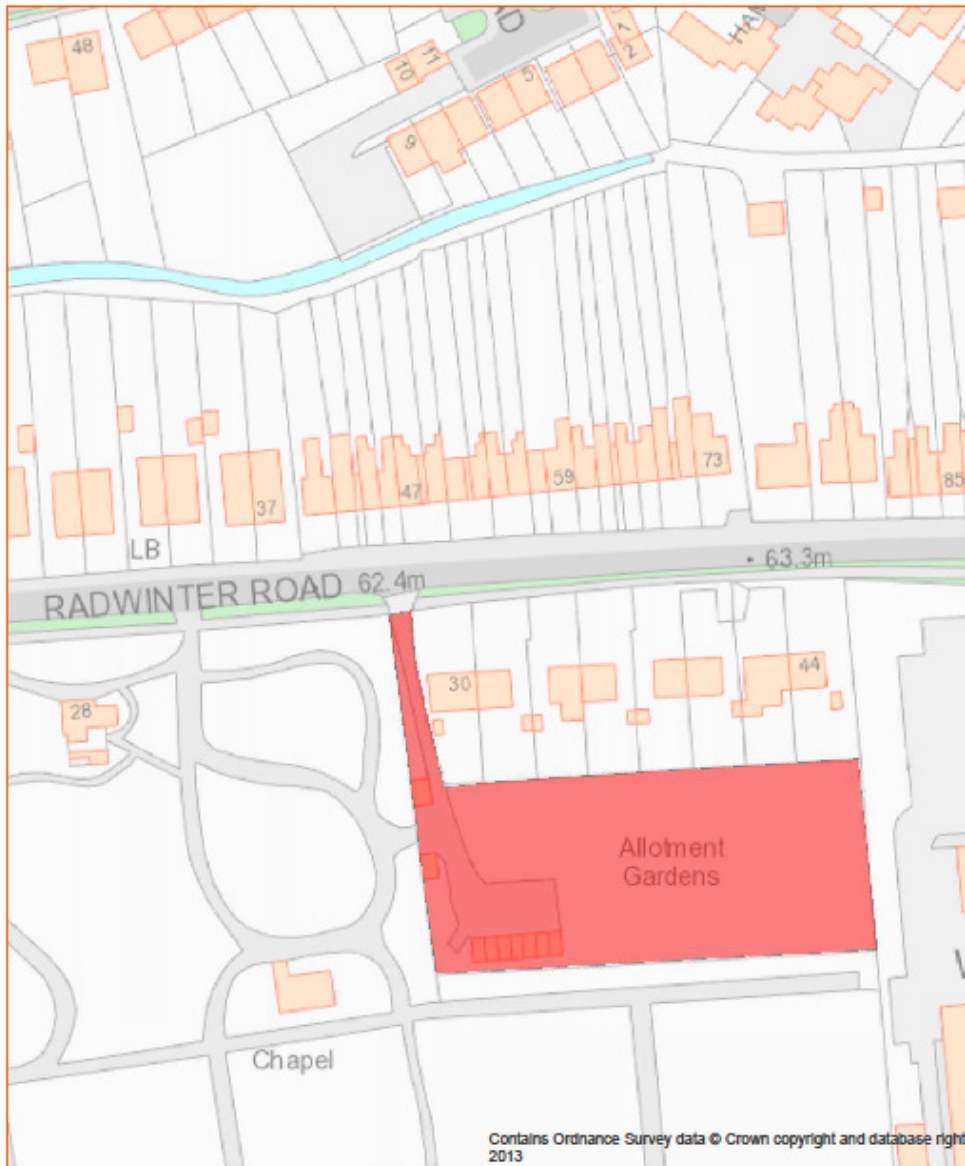 48
11
10
5
1
2
9
47
59
73
37
85
LB
RADWINTER ROAD
62.4m
63.3m
30
44
28
Allotment
Gardens
Chapel
Contains Ordnance Survey data © Crown copyright and database right
2013